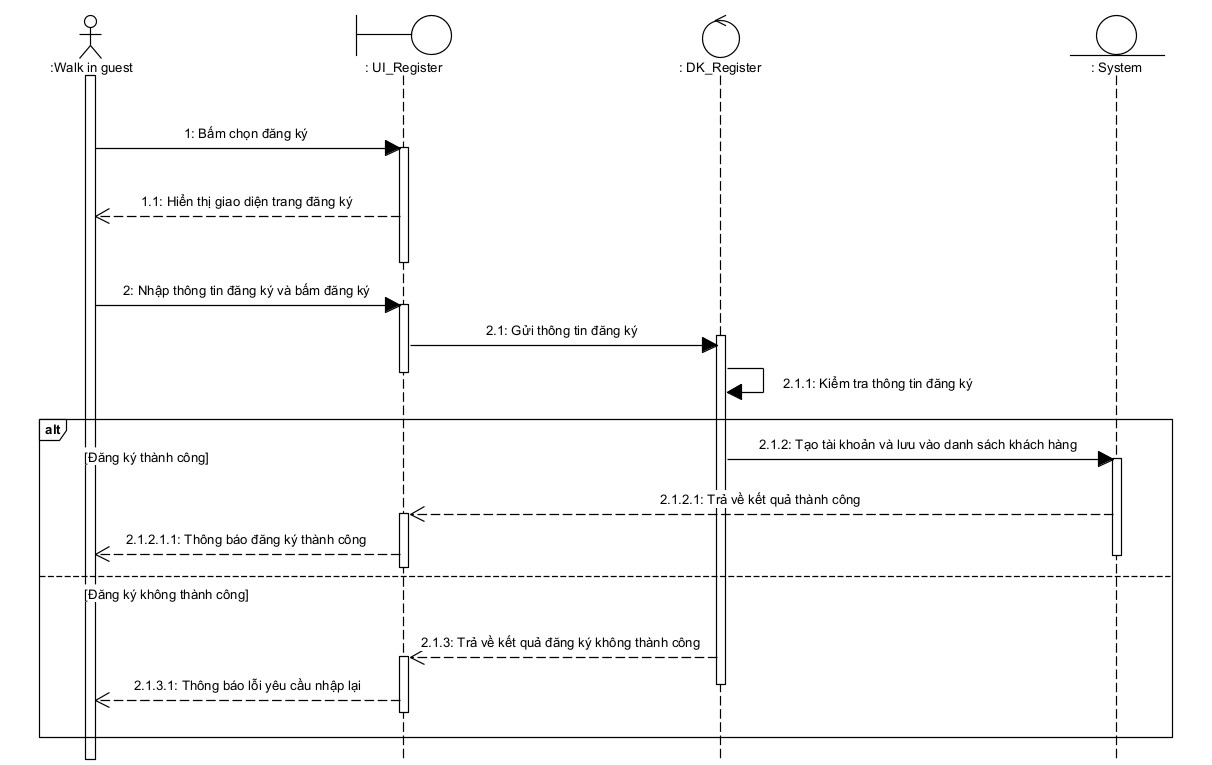 :Walk in guest
: UI_Register
: DK_Register
: System
1: Bấm chọn đăng ký
1.1: Hiển thị giao diện trang đăng ký
2: Nhập thông tin đăng ký và bấm đăng ký
2.1: Gửi thông tin đăng ký
2.1.1: Kiểm tra thông tin đăng ký
alt
2.1.2: Tạo tài khoản và lưu vào danh sách khách hàng
[Đăng ký thành công]
2.1.2.1: Trả về kết quả thành công
2.1.2.1.1: Thông báo đăng ký thành công
[Đăng ký không thành công]
2.1.3: Trả về kết quả đăng ký không thành công
2.1.3.1: Thông báo lỗi yêu cầu nhập lại